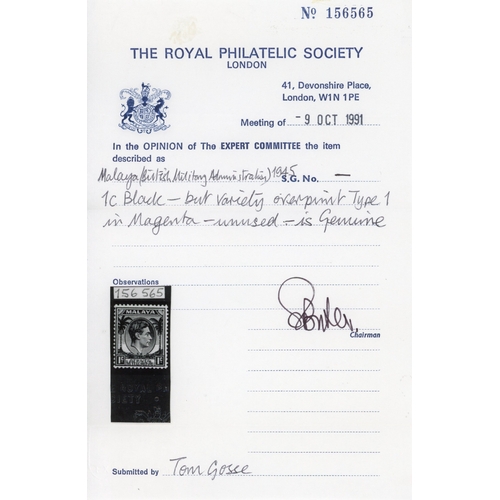 No 156565
THE ROYAL PHILATELIC SOCIETY
LONDON
41, Devonshire Place,
London, W1N 1PE
Meeting of -9 OCT 1991
In the OPINION of The EXPERT COMMITTEE the item
described as
Malaya (British Military Administration) 1945 S.G. No. —
1c Black – but variety overprint Type 1
in Magenta – unused – is Genuine
Observations
156 565
MALAYA
Chairman
Submitted by Tom Gosse